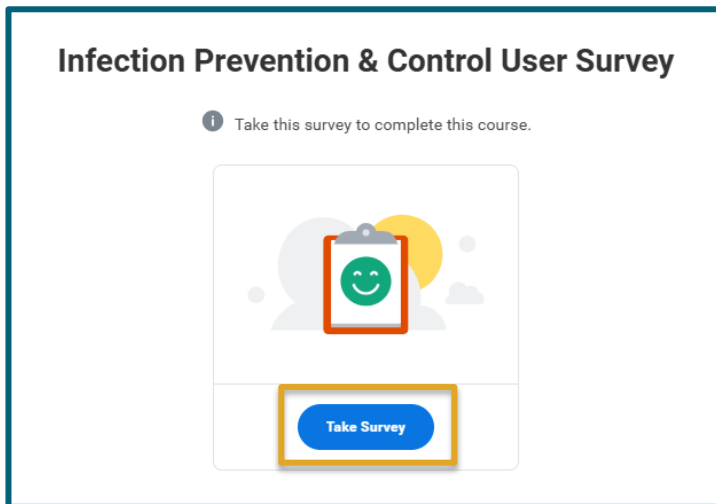 Infection Prevention & Control User Survey
Take this survey to complete this course.
Take Survey